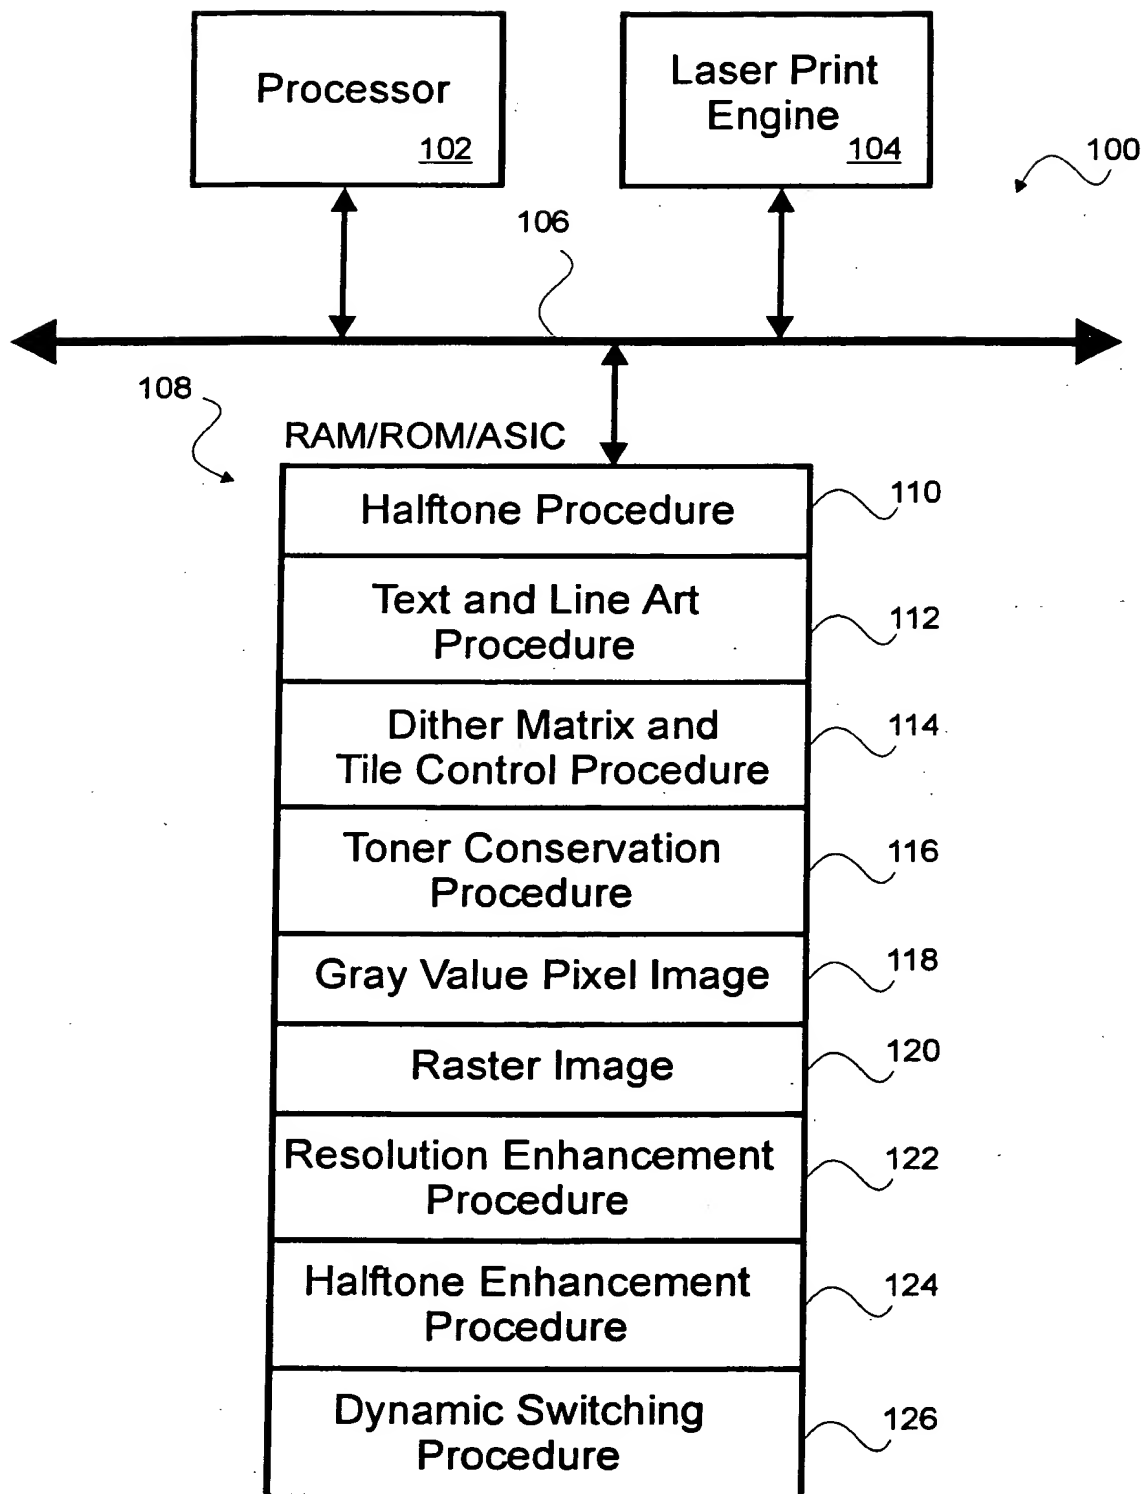 Processor
102
Laser Print
Engine
104
100
106
108
RAM/ROM/ASIC
Halftone Procedure
110
Text and Line Art
Procedure
112
Dither Matrix and
Tile Control Procedure
114
Toner Conservation
Procedure
116
Gray Value Pixel Image
118
Raster Image
120
Resolution Enhancement
Procedure
122
Halftone Enhancement
Procedure
124
Dynamic Switching
Procedure
126